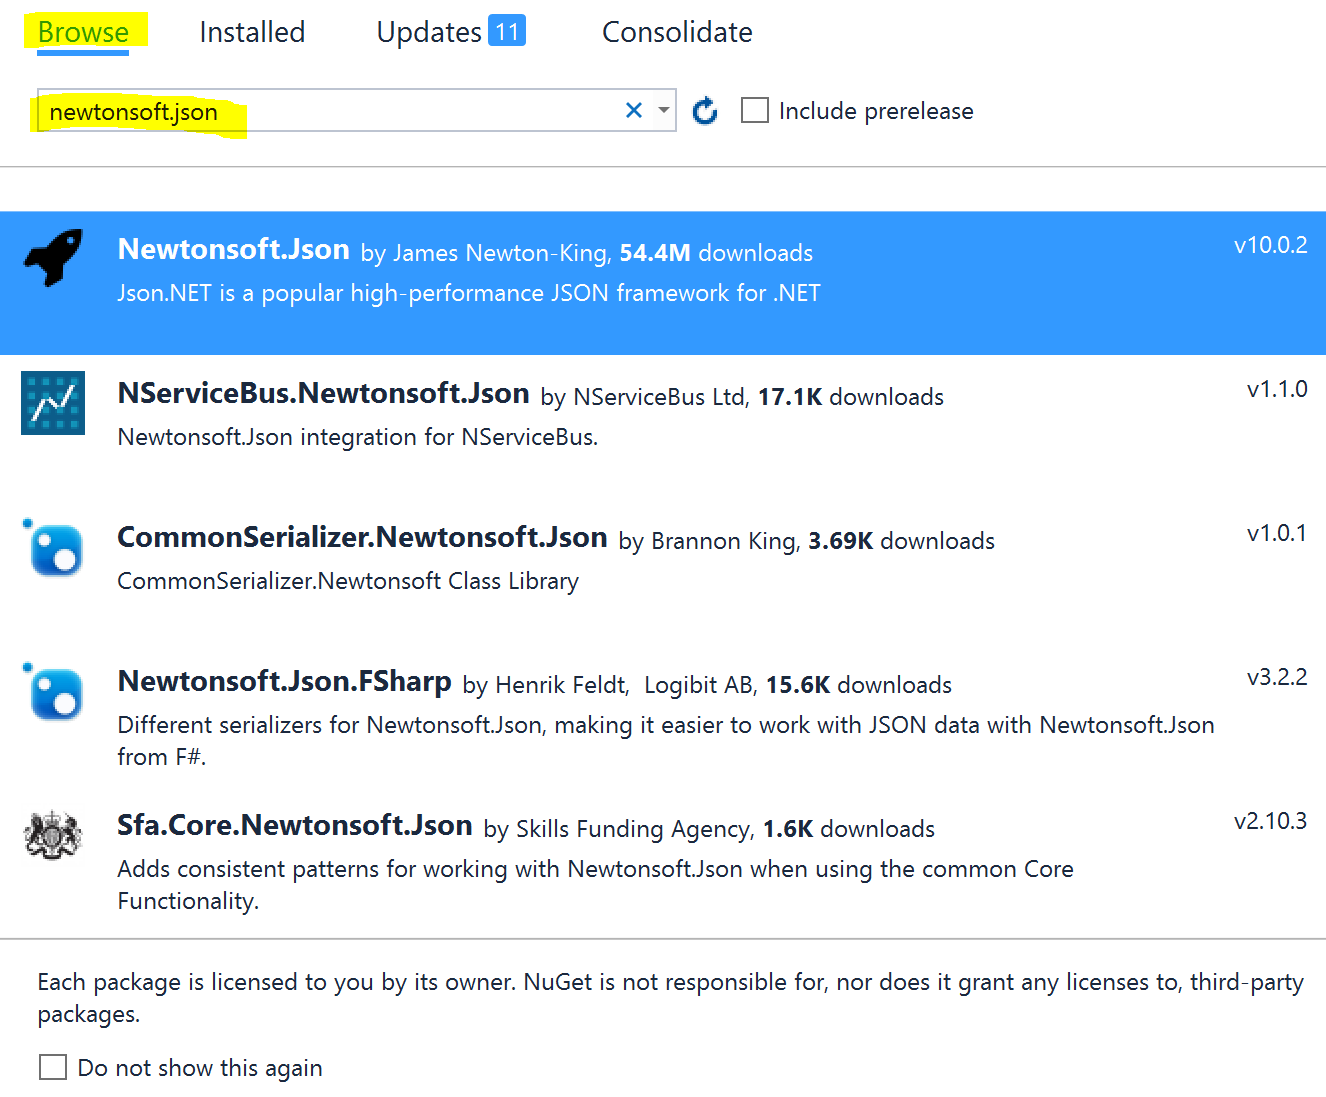 Browse Installed Updates 11 Consolidate
newtonsoft.json Include prerelease
Newtonsoft.Json by James Newton-King, 54.4M downloads v10.0.2
Json.NET is a popular high-performance JSON framework for .NET
NServiceBus.Newtonsoft.Json by NServiceBus Ltd, 17.1K downloads v1.1.0
Newtonsoft.Json integration for NServiceBus.
CommonSerializer.Newtonsoft.Json by Brannon King, 3.69K downloads v1.0.1
CommonSerializer.Newtonsoft Class Library
Newtonsoft.Json.FSharp by Henrik Feldt, Logibit AB, 15.6K downloads v3.2.2
Different serializers for Newtonsoft.Json, making it easier to work with JSON data with Newtonsoft.Json
from F#.
Sfa.Core.Newtonsoft.Json by Skills Funding Agency, 1.6K downloads v2.10.3
Adds consistent patterns for working with Newtonsoft.Json when using the common Core
Functionality.
Each package is licensed to you by its owner. NuGet is not responsible for, nor does it grant any licenses to, third-party
packages.
Do not show this again